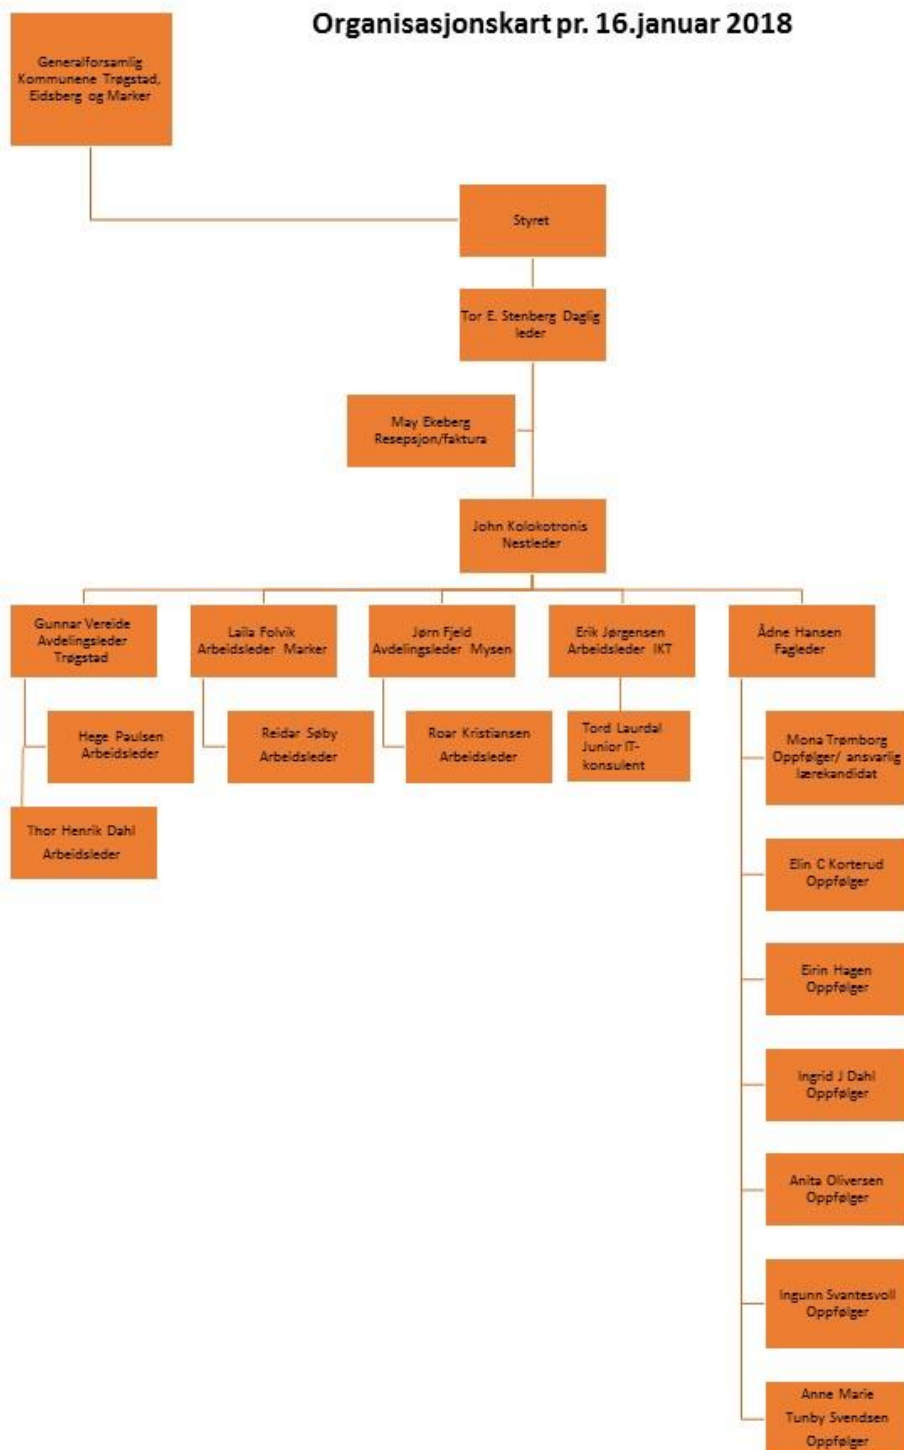 Organisasjonskart pr. 16.januar 2018
Generalforsamlig
Kommunene Trøgstad,
Eidsberg og Marker
Styret
Tor E. Stenberg Daglig
leder
May Ekeberg
Resepsjon/faktura
John Kolokotronis
Nestleder
Gunnar Vereide
Avdelingsleder
Trøgstad
Laila Folvik
Arbeidsleder Marker
Jørn Fjeld
Avdelingsleder Mysen
Erik Jørgensen
Arbeidsleder IKT
Ådne Hansen
Fagleder
Hege Paulsen
Arbeidsleder
Reidar Søby
Arbeidsleder
Roar Kristiansen
Arbeidsleder
Tord Laurdal
Junior IT-
konsulent
Mona Trømborg
Oppfølger/ ansvarlig
lærekandidat
Thor Henrik Dahl
Arbeidsleder
Elin C Korterud
Oppfølger
Eirin Hagen
Oppfølger
Ingrid J Dahl
Oppfølger
Anita Oliversen
Oppfølger
Ingunn Svantesvoll
Oppfølger
Anne Marie
Tunby Svendsen
Oppfølger